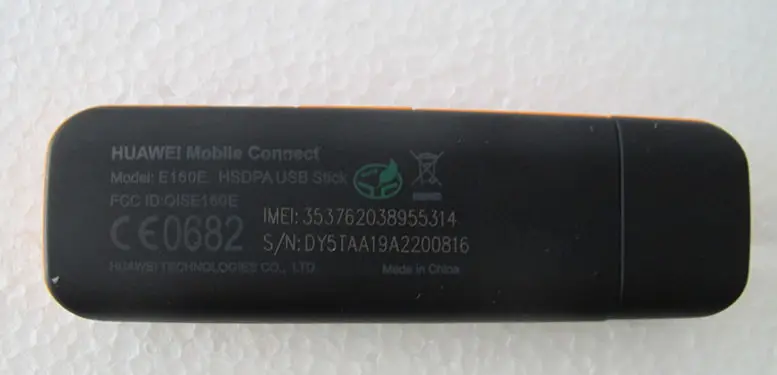 HUAWEI Mobile Connect
Model: E160E HSDPA USB Stick
FCC ID:QISE160E
IMEI: 353762038955314
CE0682
S/N: DY5TAA19A2200816
HUAWEI TECHNOLOGIES CO., LTD
Made in China